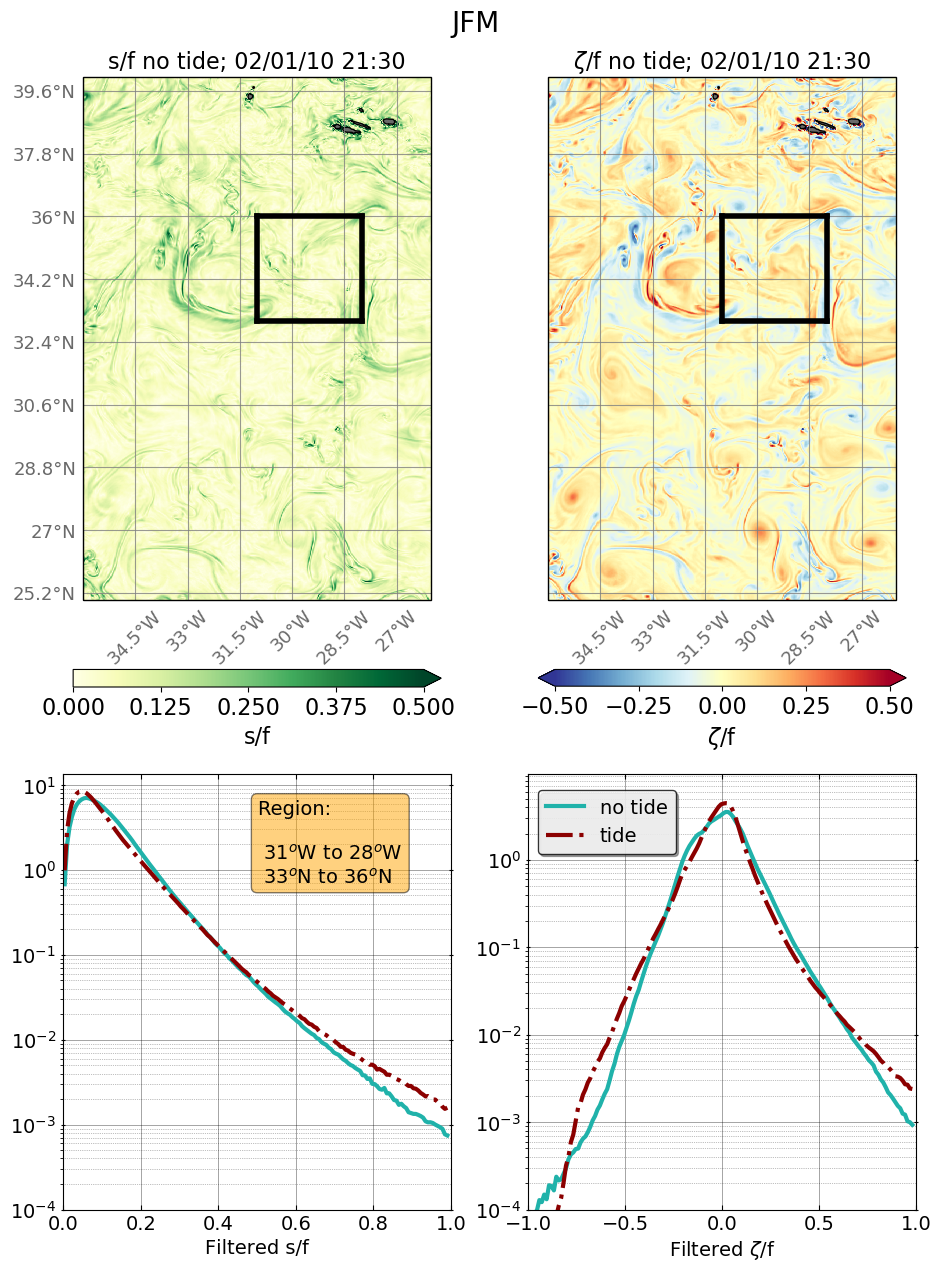 JFM
s/f no tide; 02/01/10 21:30
ζ/f no tide; 02/01/10 21:30
39.6°N
37.8°N
36°N
34.2°N
32.4°N
30.6°N
28.8°N
27°N
25.2°N
34.5°W 33°W 31.5°W 30°W 28.5°W 27°W
34.5°W 33°W 31.5°W 30°W 28.5°W 27°W
0.000 0.125 0.250 0.375 0.500
s/f
−0.50 −0.25 0.00 0.25 0.50
ζ/f
10¹
10⁰
10⁻¹
10⁻²
10⁻³
10⁻⁴
Region:
31°W to 28°W
33°N to 36°N
0.0 0.2 0.4 0.6 0.8 1.0
Filtered s/f
no tide
tide
10⁰
10⁻¹
10⁻²
10⁻³
10⁻⁴
−1.0 −0.5 0.0 0.5 1.0
Filtered ζ/f